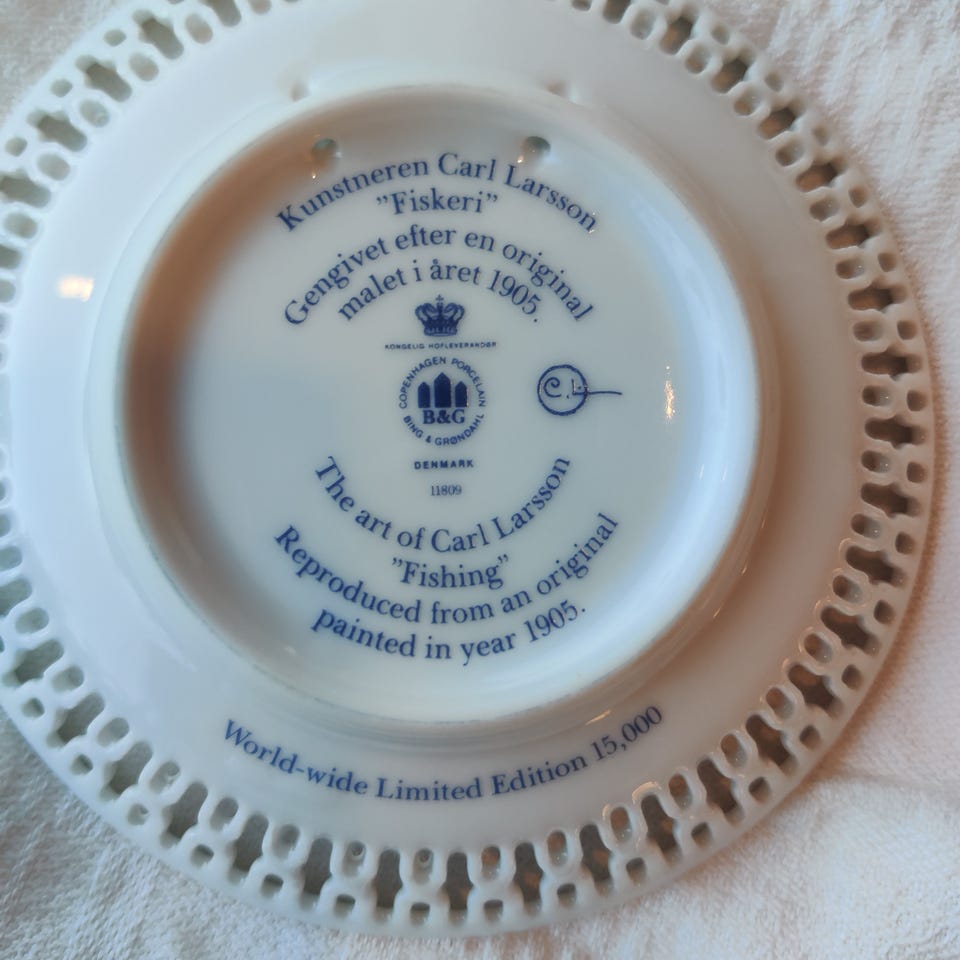 Kunstneren Carl Larsson
"Fiskeri"
Gengivet efter en original
malet i året 1905.
KONGELIG HOFLEVERANDØR
COPENHAGEN PORCELAIN
B&G
BING & GRØNDAHL
C.L.
DENMARK
11809
The art of Carl Larsson
"Fishing"
Reproduced from an original
painted in year 1905.
World-wide Limited Edition 15,000